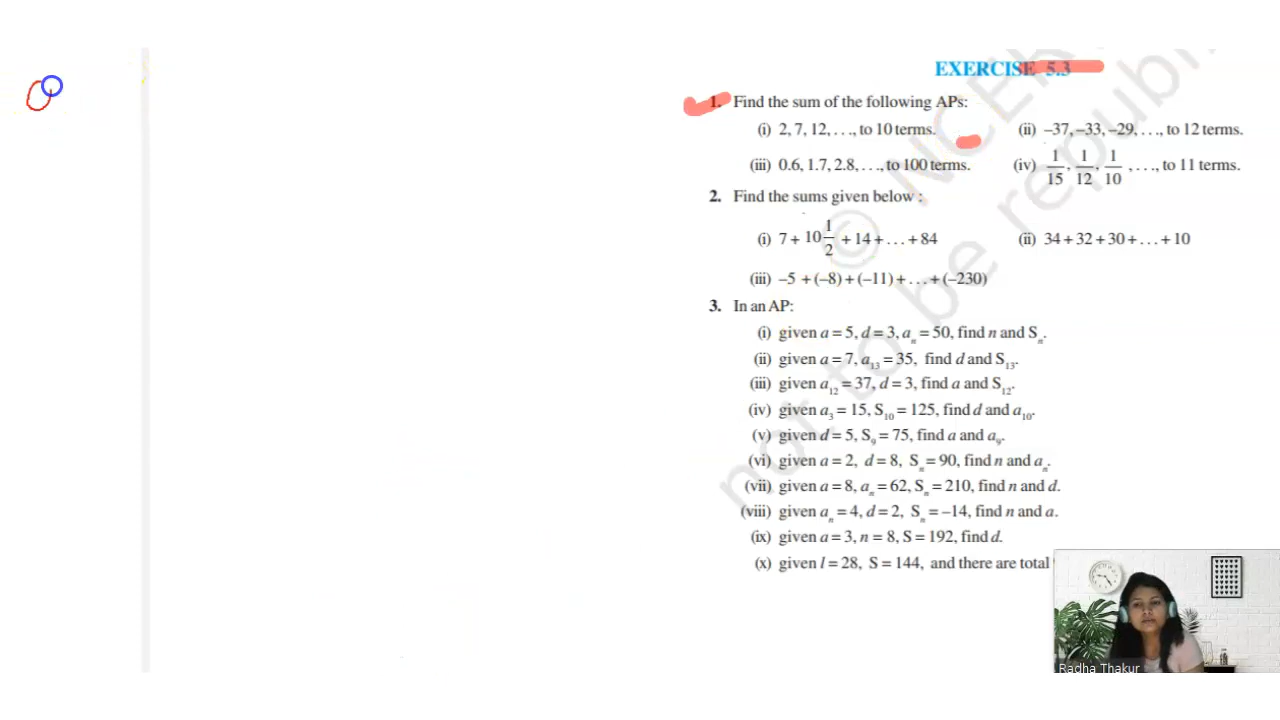 EXERCISE 5.3
1. Find the sum of the following APs:
(i) 2, 7, 12, . . ., to 10 terms. (ii) –37, –33, –29, . . ., to 12 terms.
(iii) 0.6, 1.7, 2.8, . . ., to 100 terms. (iv) 1/15, 1/12, 1/10, . . ., to 11 terms.
2. Find the sums given below :
(i) 7 + 10 1/2 + 14 + . . . + 84 (ii) 34 + 32 + 30 + . . . + 10
(iii) –5 + (–8) + (–11) + . . . + (–230)
3. In an AP:
(i) given a = 5, d = 3, aₙ = 50, find n and Sₙ.
(ii) given a = 7, a₁₃ = 35, find d and S₁₃.
(iii) given a₁₂ = 37, d = 3, find a and S₁₂.
(iv) given a₃ = 15, S₁₀ = 125, find d and a₁₀.
(v) given d = 5, S₉ = 75, find a and a₉.
(vi) given a = 2, d = 8, Sₙ = 90, find n and aₙ.
(vii) given a = 8, aₙ = 62, Sₙ = 210, find n and d.
(viii) given aₙ = 4, d = 2, Sₙ = –14, find n and a.
(ix) given a = 3, n = 8, S = 192, find d.
(x) given l = 28, S = 144, and there are total
© NCER
not to be republi
Radha Thakur